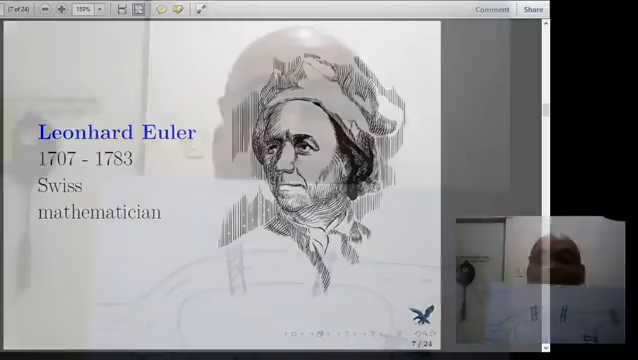 (7 of 24)
159%
Comment
Share
Leonhard Euler
1707 - 1783
Swiss
mathematician
7 / 24